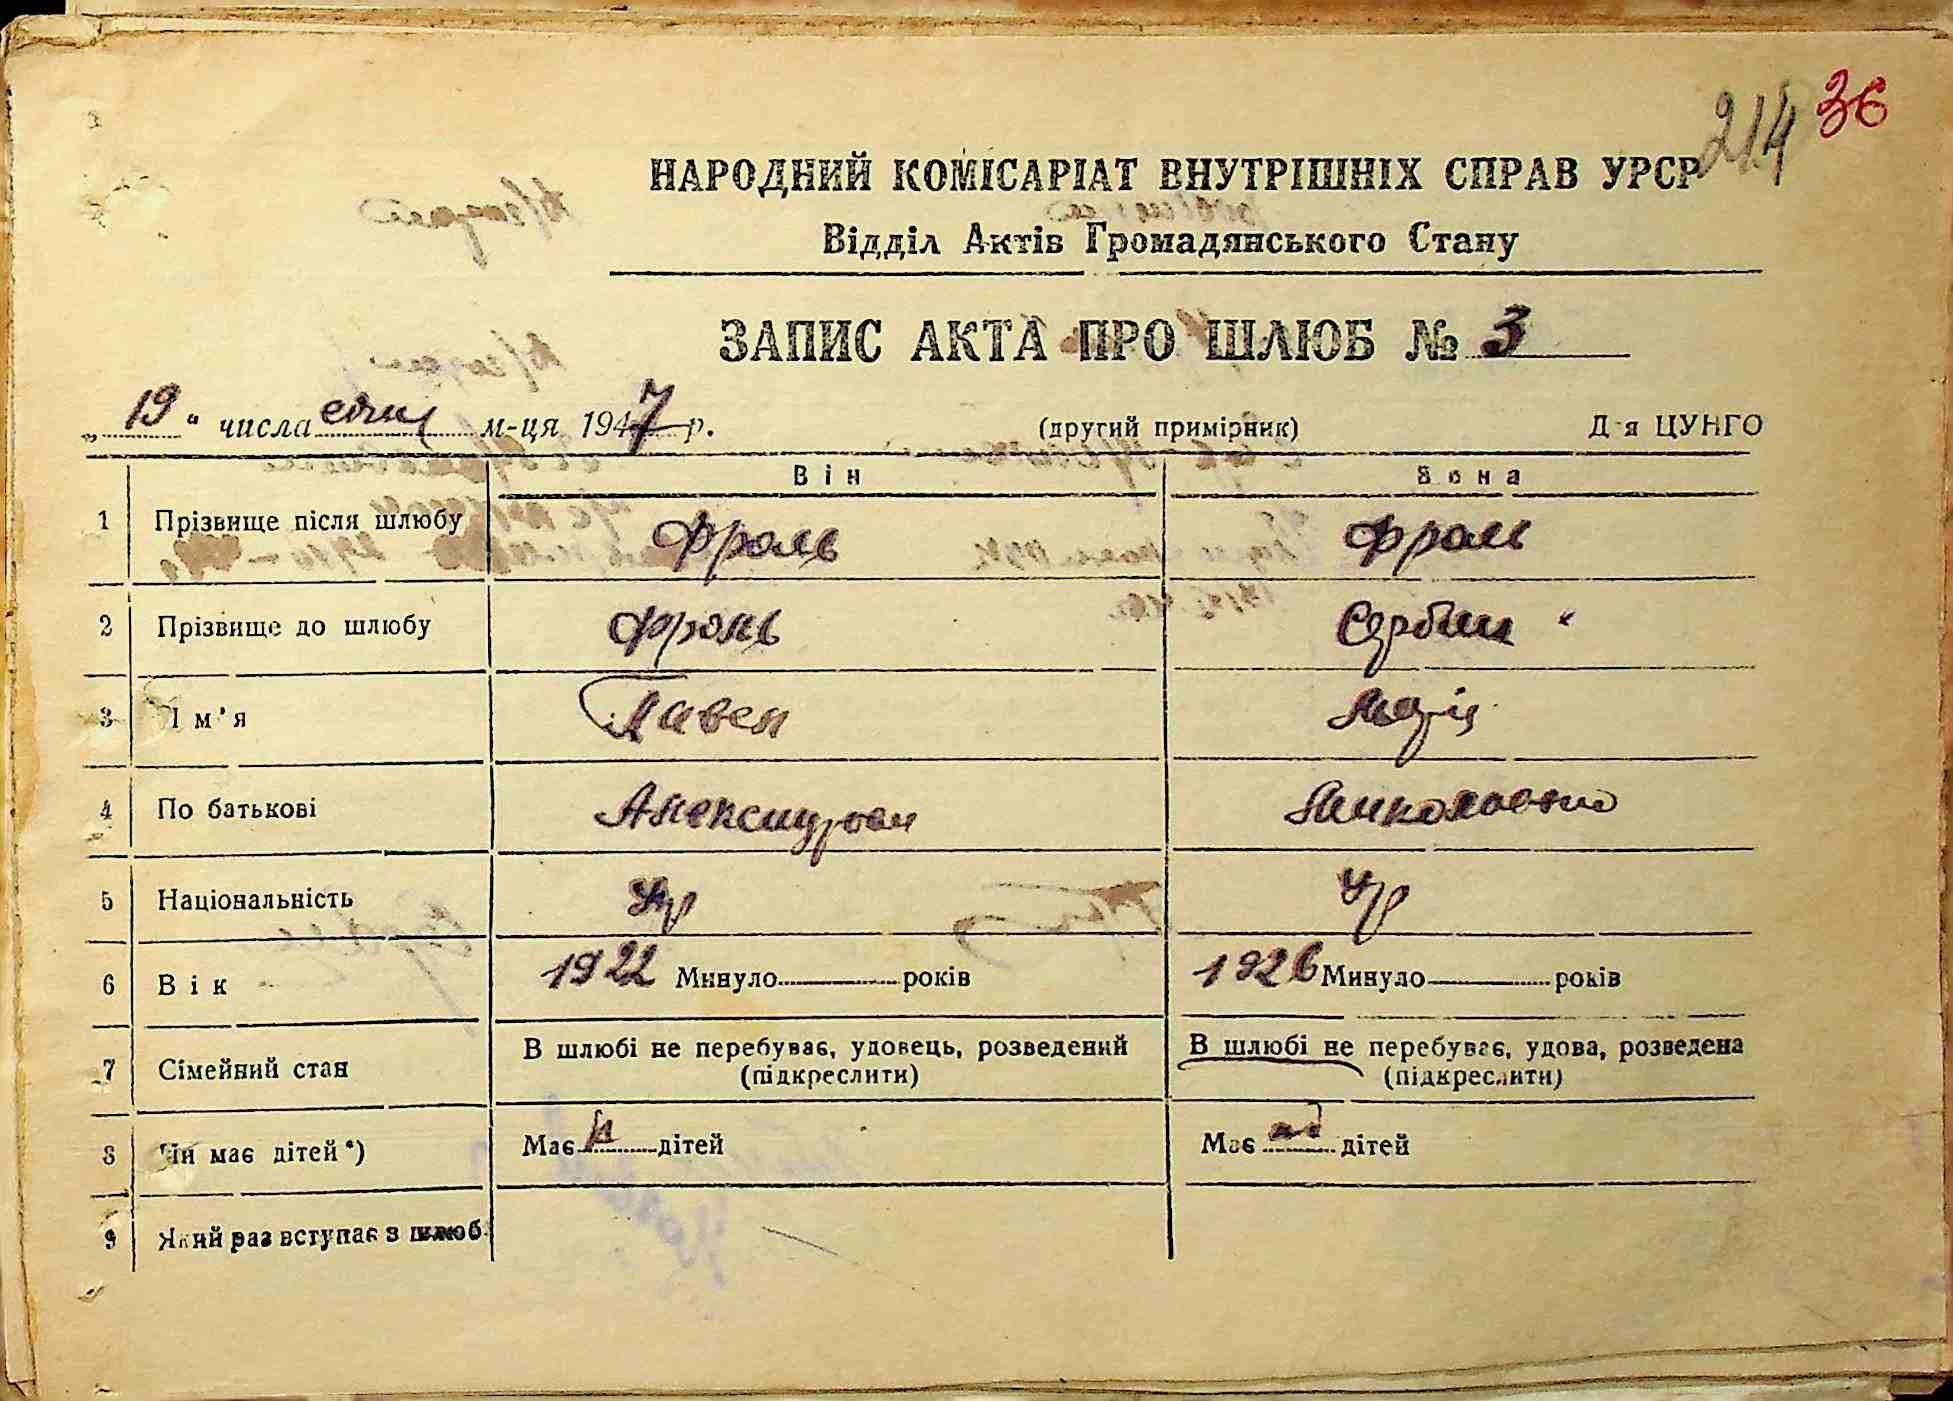 214 36
НАРОДНИЙ КОМІСАРІАТ ВНУТРІШНІХ СПРАВ УРСР
Відділ Актів Громадянського Стану
ЗАПИС АКТА ПРО ШЛЮБ № 3
„19“ числа січня м-ця 1947 р. (другий примірник) Для ЦУНГО
Він Вона
1 Прізвище після шлюбу Фроль Фроль
2 Прізвище до шлюбу Фроль Сербин
3 Ім'я Павел Марія
4 По батькові Миколаевна
5 Національність Укр Укр
6 Вік 1922 Минуло років 1926 Минуло років
7 Сімейний стан В шлюбі не перебуває, удовець, розведений В шлюбі не перебуває, удова, розведена
(підкреслити) (підкреслити)
8 Чи має дітей*) Має дітей Має дітей
9 Який раз вступає в шлюб